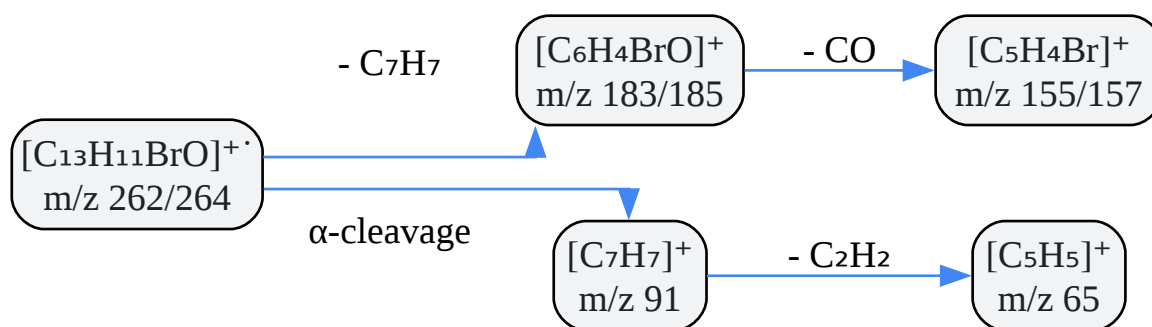 - C₇H₇
[C₆H₄BrO]⁺
m/z 183/185
- CO
[C₅H₄Br]⁺
m/z 155/157
[C₁₃H₁₁BrO]⁺˙
m/z 262/264
α-cleavage
[C₇H₇]⁺
m/z 91
- C₂H₂
[C₅H₅]⁺
m/z 65